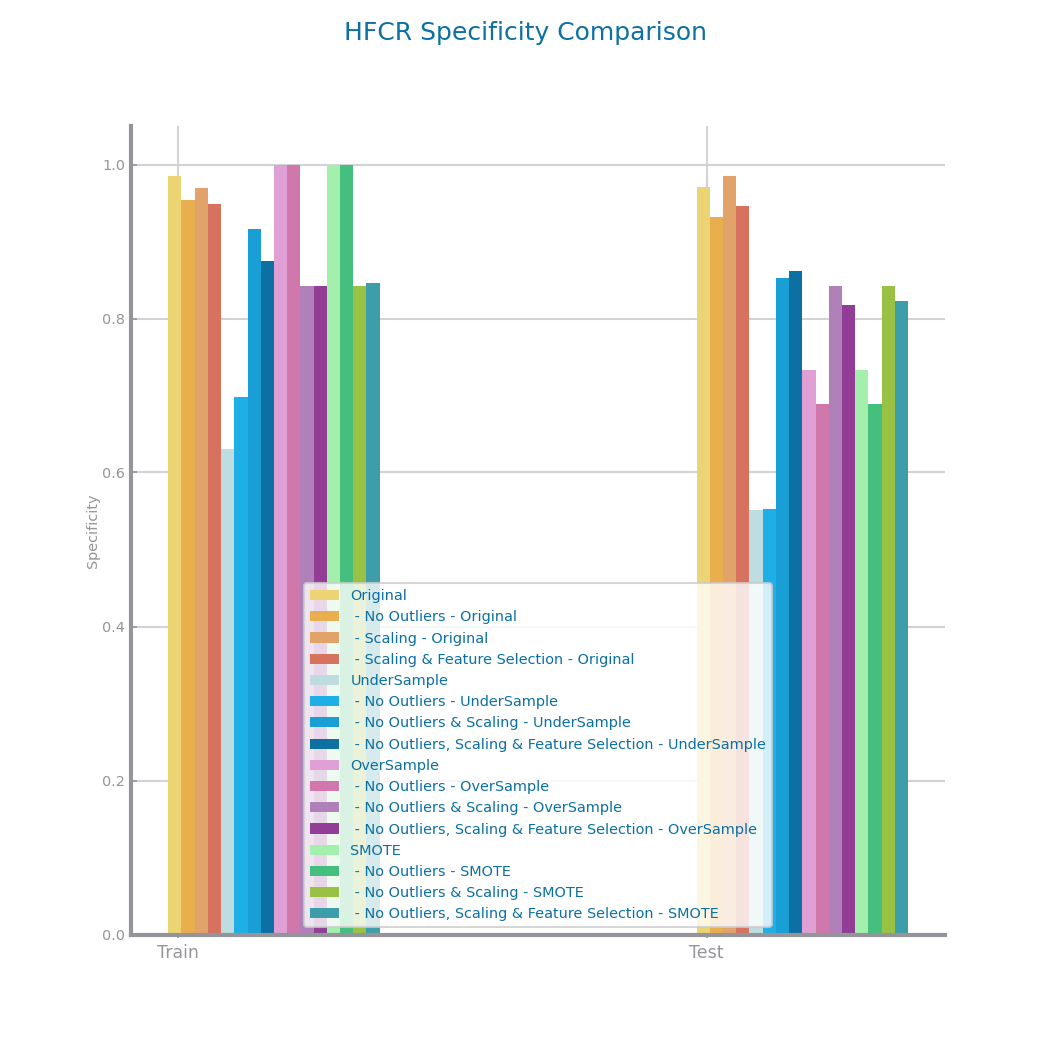 HFCR Specificity Comparison
1.0
0.8
0.6
0.4
0.2
0.0
Specificity
Original
- No Outliers - Original
- Scaling - Original
- Scaling & Feature Selection - Original
UnderSample
- No Outliers - UnderSample
- No Outliers & Scaling - UnderSample
- No Outliers, Scaling & Feature Selection - UnderSample
OverSample
- No Outliers - OverSample
- No Outliers & Scaling - OverSample
- No Outliers, Scaling & Feature Selection - OverSample
SMOTE
- No Outliers - SMOTE
- No Outliers & Scaling - SMOTE
- No Outliers, Scaling & Feature Selection - SMOTE
Train
Test